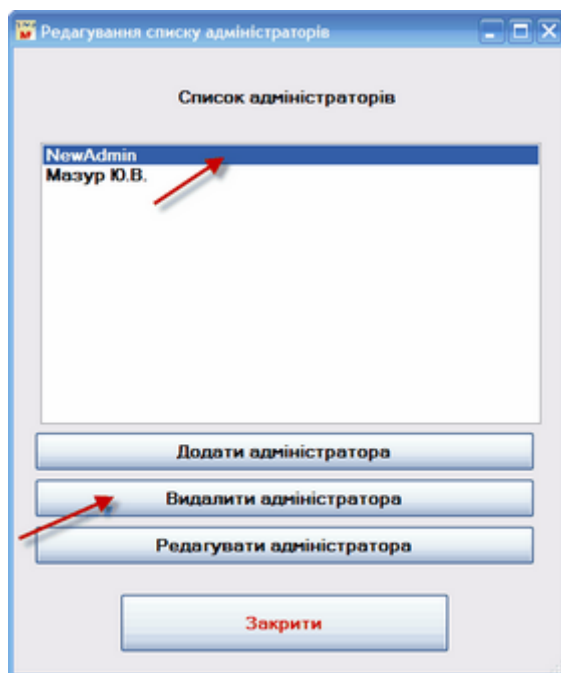 Редагування списку адміністраторів
Список адміністраторів
NewAdmin
Мазур Ю.В.
Додати адміністратора
Видалити адміністратора
Редагувати адміністратора
Закрити